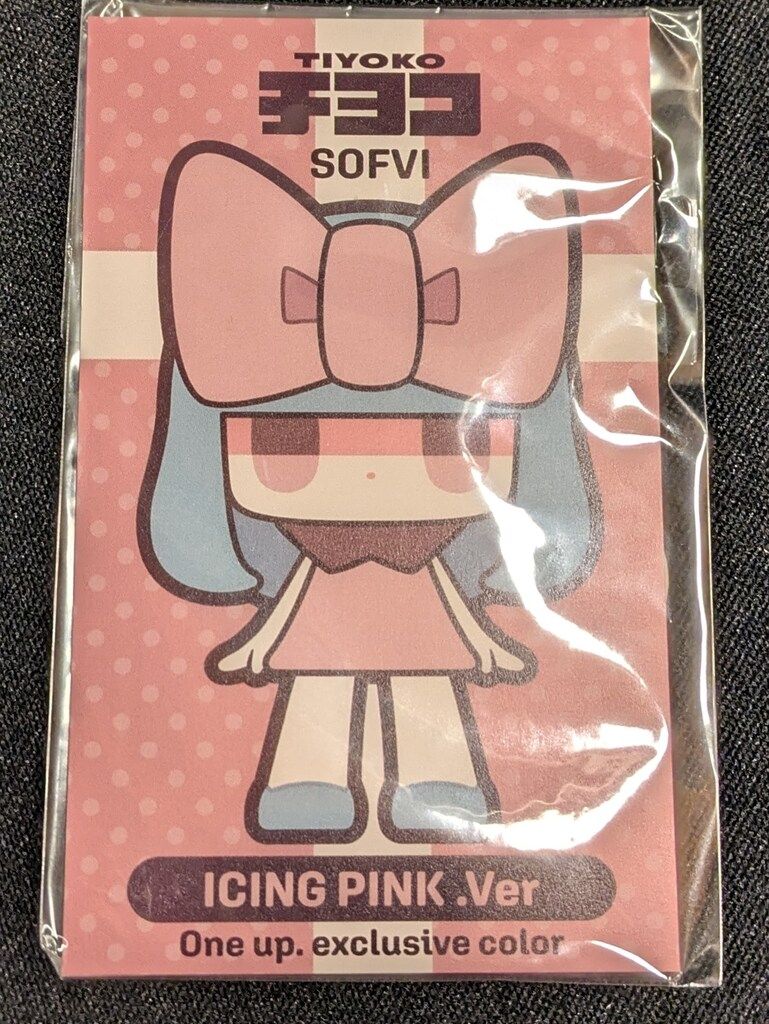 TIYOKO
チヨコ
SOFVI
ICING PINK .Ver
One up. exclusive color